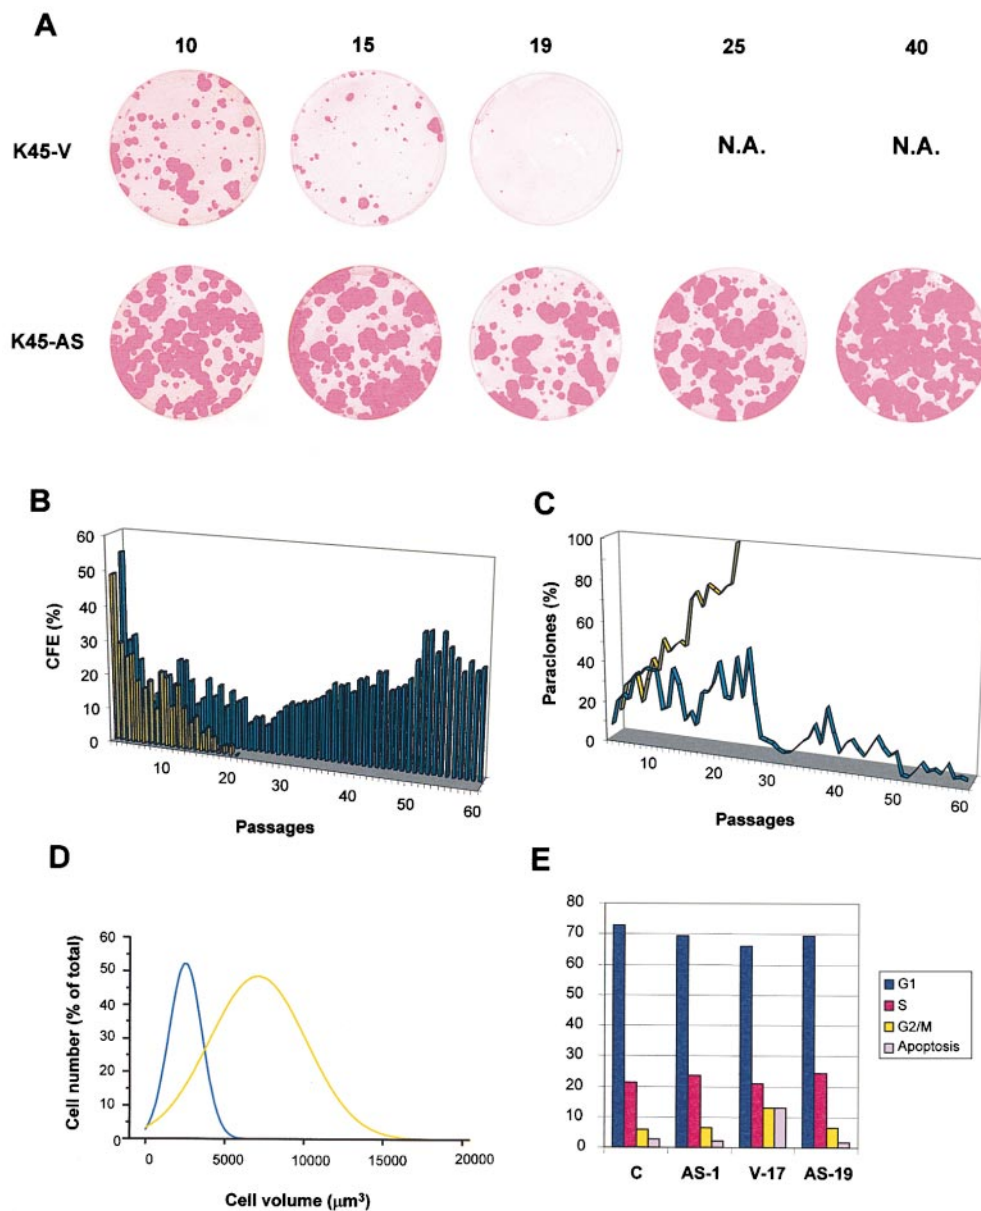 A
10 15 19 25 40
K45-V
N.A. N.A.
K45-AS
B
CFE (%)
60
50
40
30
20
10
0
10 20 30 40 50 60
Passages
C
Paraclones (%)
100
80
60
40
20
0
10 20 30 40 50 60
Passages
D
Cell number (% of total)
60
50
40
30
20
10
0
0 5000 10000 15000 20000
Cell volume (µm³)
E
80
70
60
50
40
30
20
10
0
C AS-1 V-17 AS-19
G1
S
G2/M
Apoptosis